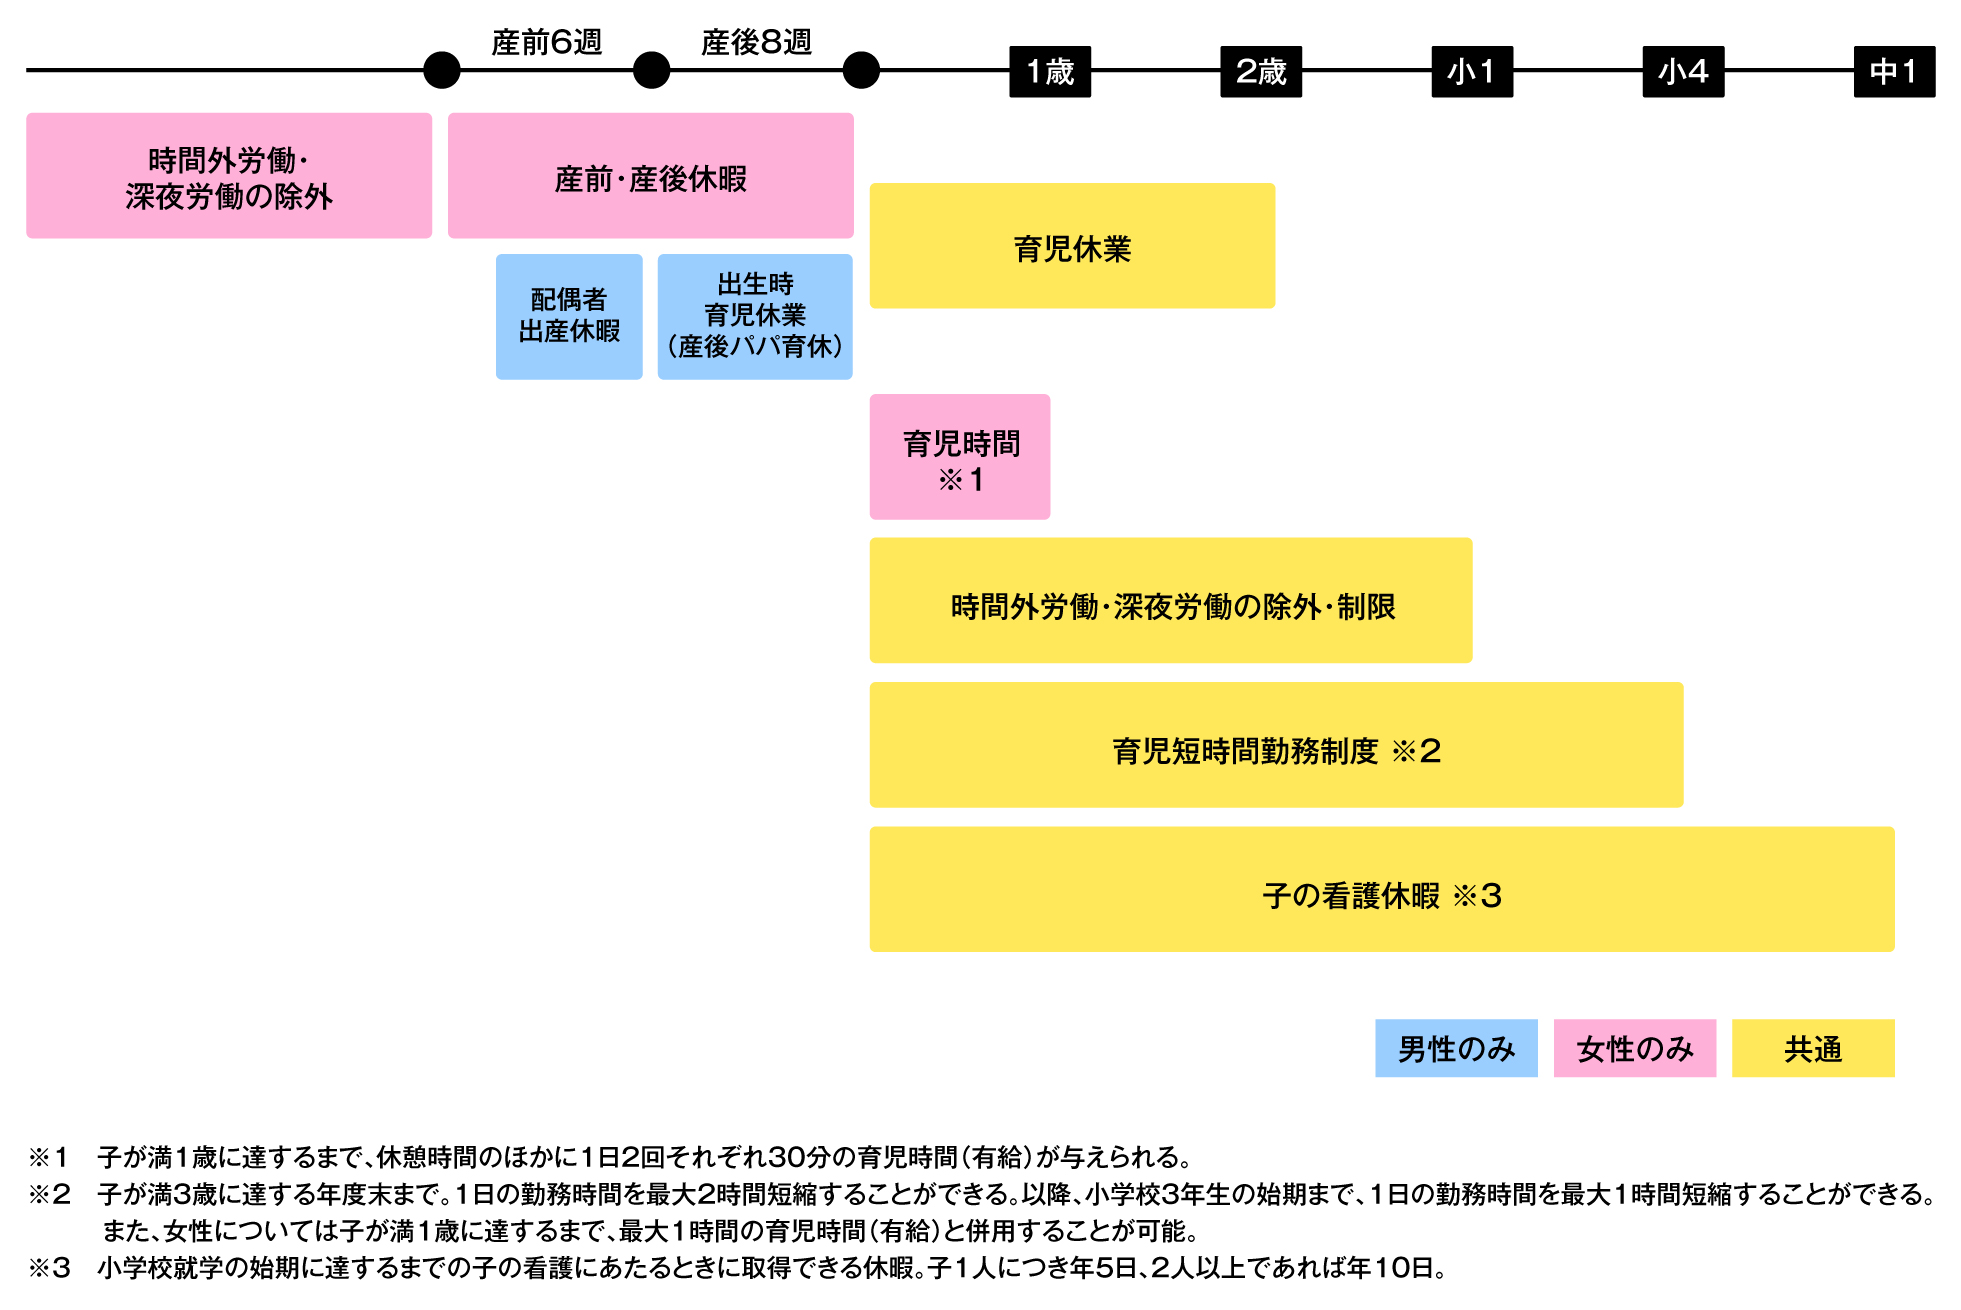 産前6週
産後8週
1歳
2歳
小1
小4
中1
時間外労働・
深夜労働の除外
産前・産後休暇
育児休業
配偶者
出産休暇
出生時
育児休業
（産後パパ育休）
育児時間
※1
時間外労働・深夜労働の除外・制限
育児短時間勤務制度 ※2
子の看護休暇 ※3
男性のみ
女性のみ
共通
※1 子が満1歳に達するまで、休憩時間のほかに1日2回それぞれ30分の育児時間（有給）が与えられる。
※2 子が満3歳に達する年度末まで。1日の勤務時間を最大2時間短縮することができる。以降、小学校3年生の始期まで、1日の勤務時間を最大1時間短縮することができる。
また、女性については子が満1歳に達するまで、最大1時間の育児時間（有給）と併用することが可能。
※3 小学校就学の始期に達するまでの子の看護にあたるときに取得できる休暇。子1人につき年5日、2人以上であれば年10日。